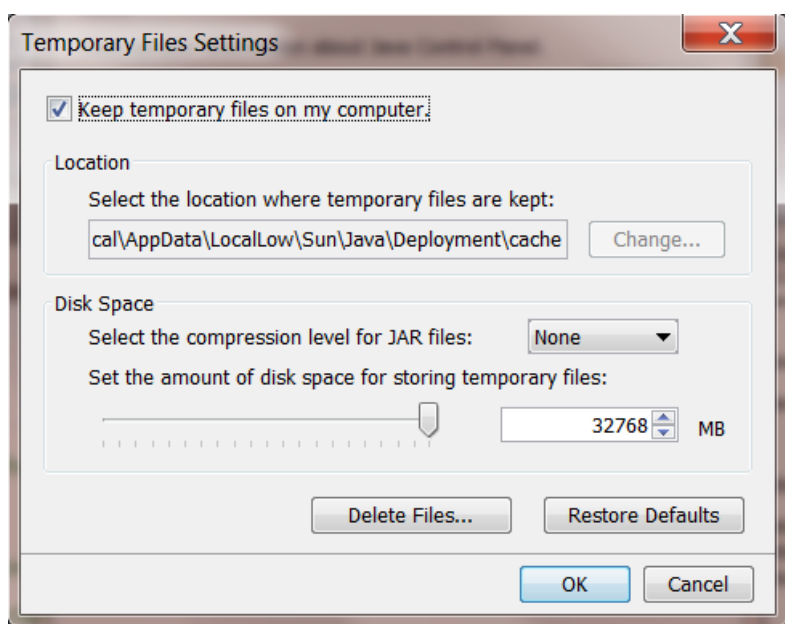 Temporary Files Settings
Keep temporary files on my computer.
Location
Select the location where temporary files are kept:
cal\AppData\LocalLow\Sun\Java\Deployment\cache
Change...
Disk Space
Select the compression level for JAR files:
None
Set the amount of disk space for storing temporary files:
32768
MB
Delete Files...
Restore Defaults
OK
Cancel